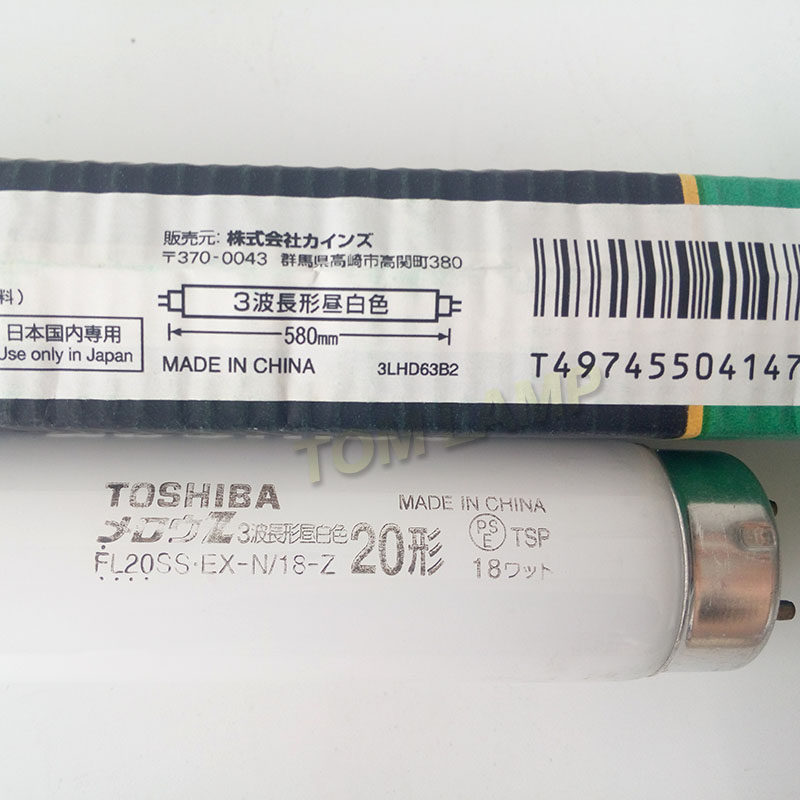 販売元: 株式会社カインズ
〒370-0043 群馬県高崎市高関町380
料)
日本国内専用
Use only in Japan
3波長形昼白色
580mm
MADE IN CHINA
3LHD63B2
T49745504147
TOM LAMP
TOSHIBA
MADE IN CHINA
メロウZ 3波長形昼白色 20形
PSE TSP
FL20SS·EX-N/18-Z
18ワット